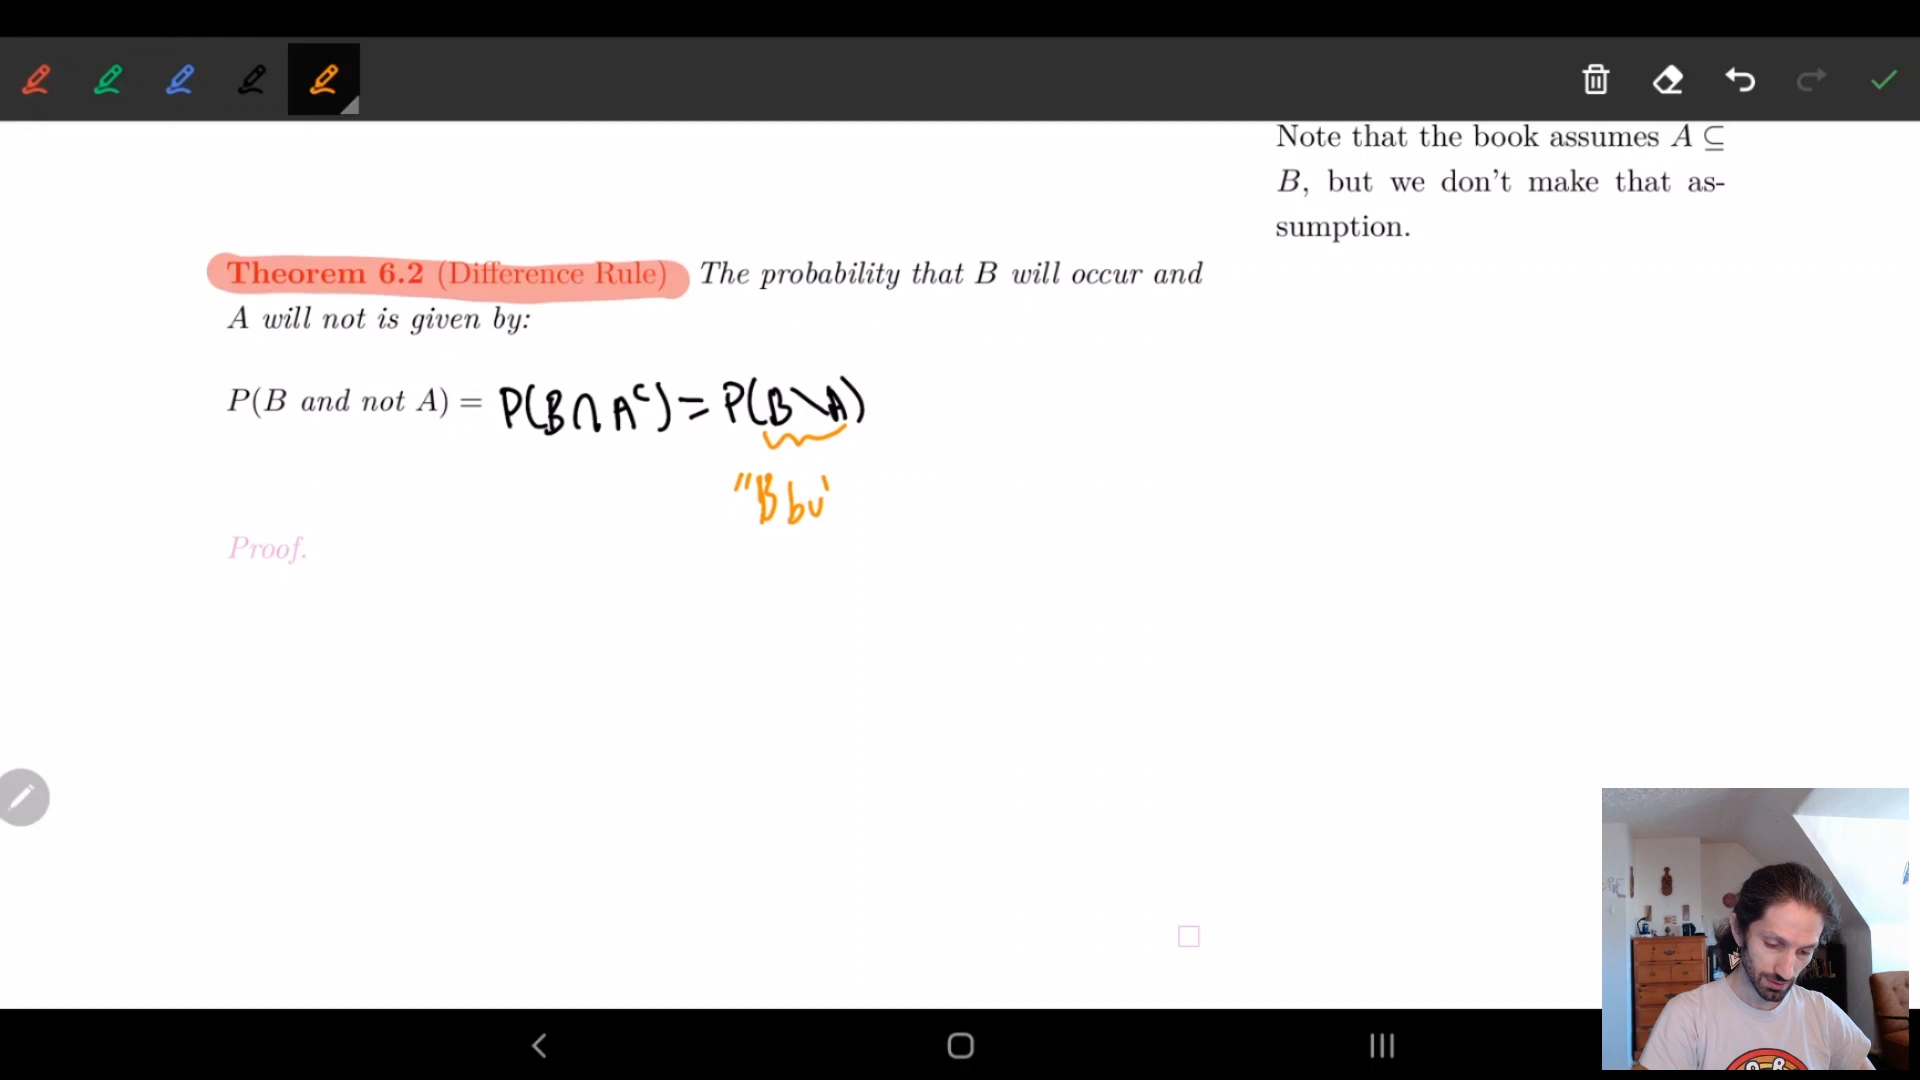 Note that the book assumes A ⊆
B, but we don't make that as-
sumption.
Theorem 6.2 (Difference Rule) The probability that B will occur and
A will not is given by:
P(B and not A) = P(B∩Aᶜ) = P(B∖A)
"B bu'
Proof.